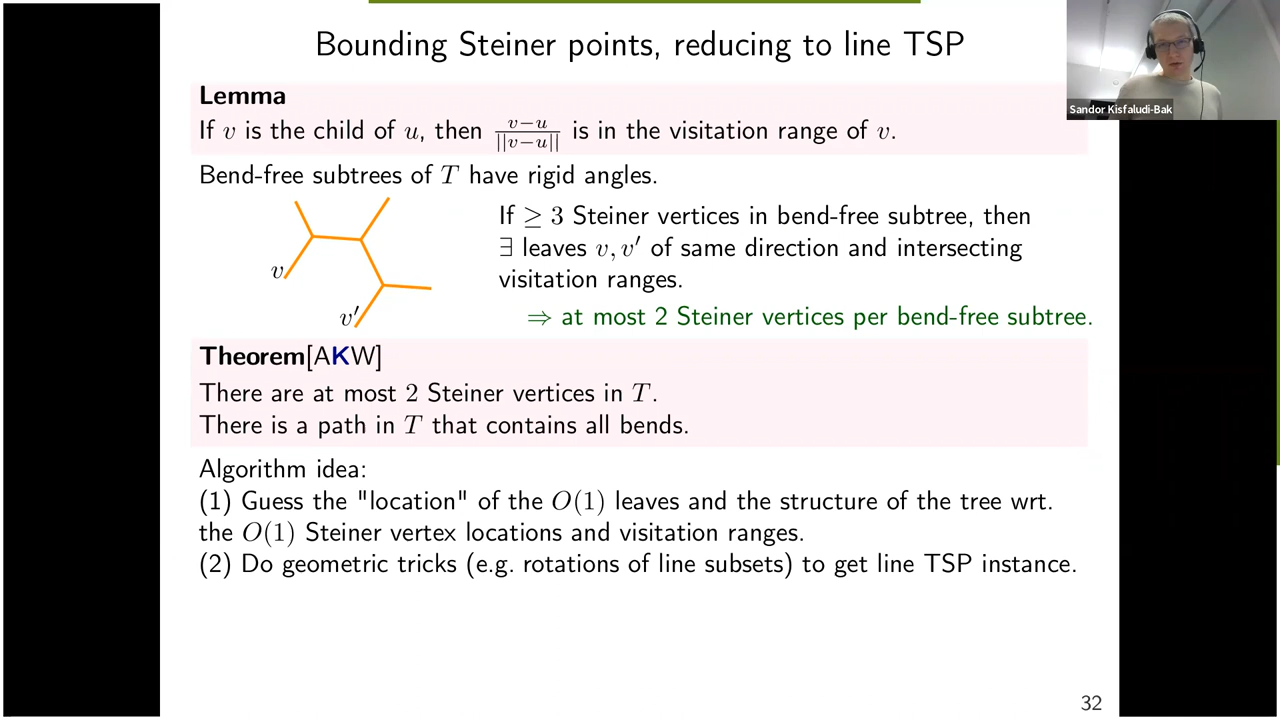 Bounding Steiner points, reducing to line TSP
Sandor Kisfaludi-Bak
Lemma
If v is the child of u, then \frac{v−u}{||v−u||} is in the visitation range of v.
Bend-free subtrees of T have rigid angles.
v
v′
If ≥ 3 Steiner vertices in bend-free subtree, then
∃ leaves v, v′ of same direction and intersecting
visitation ranges.
⇒ at most 2 Steiner vertices per bend-free subtree.
Theorem[AKW]
There are at most 2 Steiner vertices in T.
There is a path in T that contains all bends.
Algorithm idea:
(1) Guess the "location" of the O(1) leaves and the structure of the tree wrt.
the O(1) Steiner vertex locations and visitation ranges.
(2) Do geometric tricks (e.g. rotations of line subsets) to get line TSP instance.
32